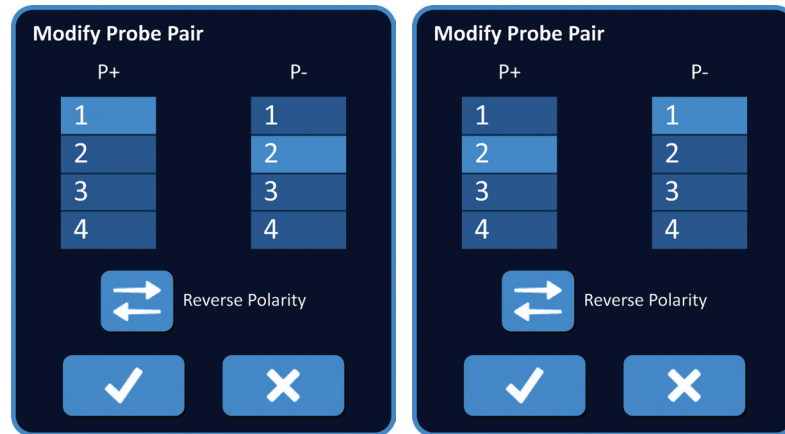 Modify Probe Pair
P+ P-
1 1
2 2
3 3
4 4
Reverse Polarity
Modify Probe Pair
P+ P-
1 1
2 2
3 3
4 4
Reverse Polarity